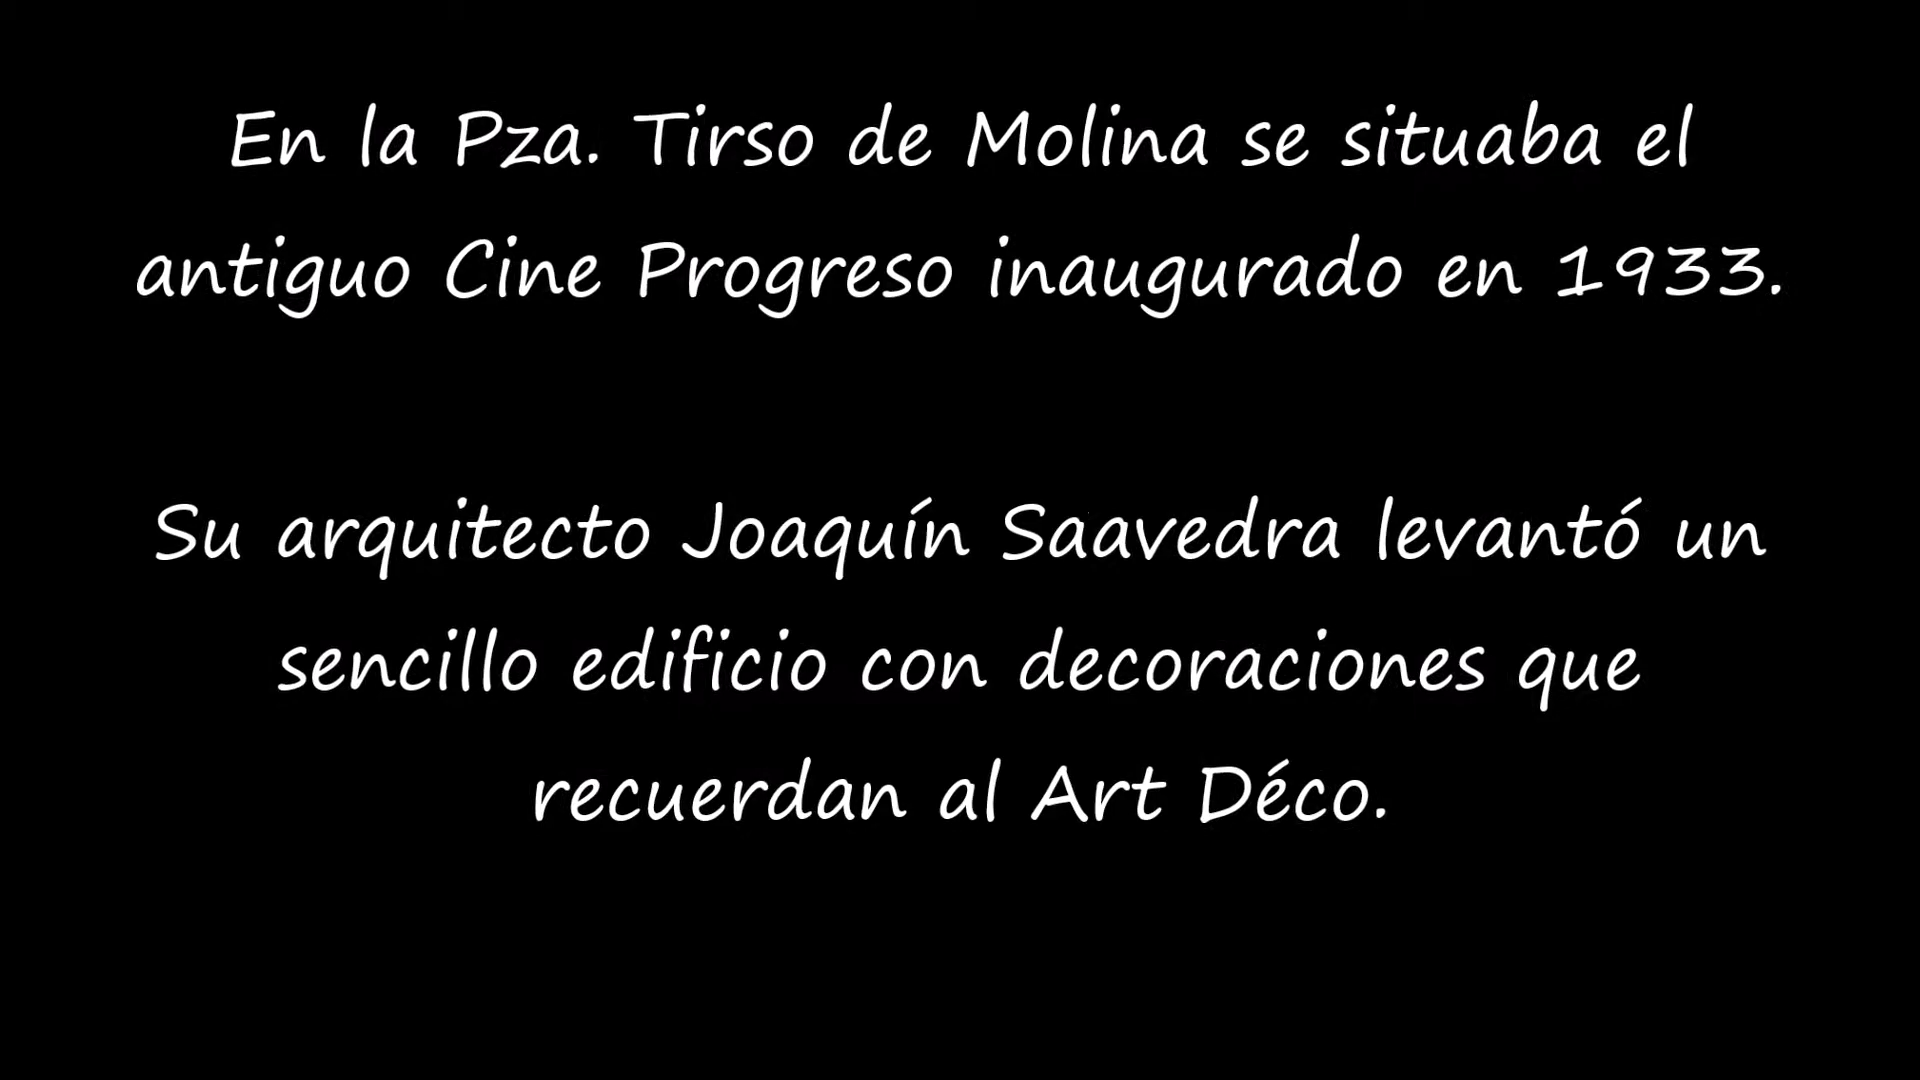 En la Pza. Tirso de Molina se situaba el
antiguo Cine Progreso inaugurado en 1933.
Su arquitecto Joaquín Saavedra levantó un
sencillo edificio con decoraciones que
recuerdan al Art Déco.